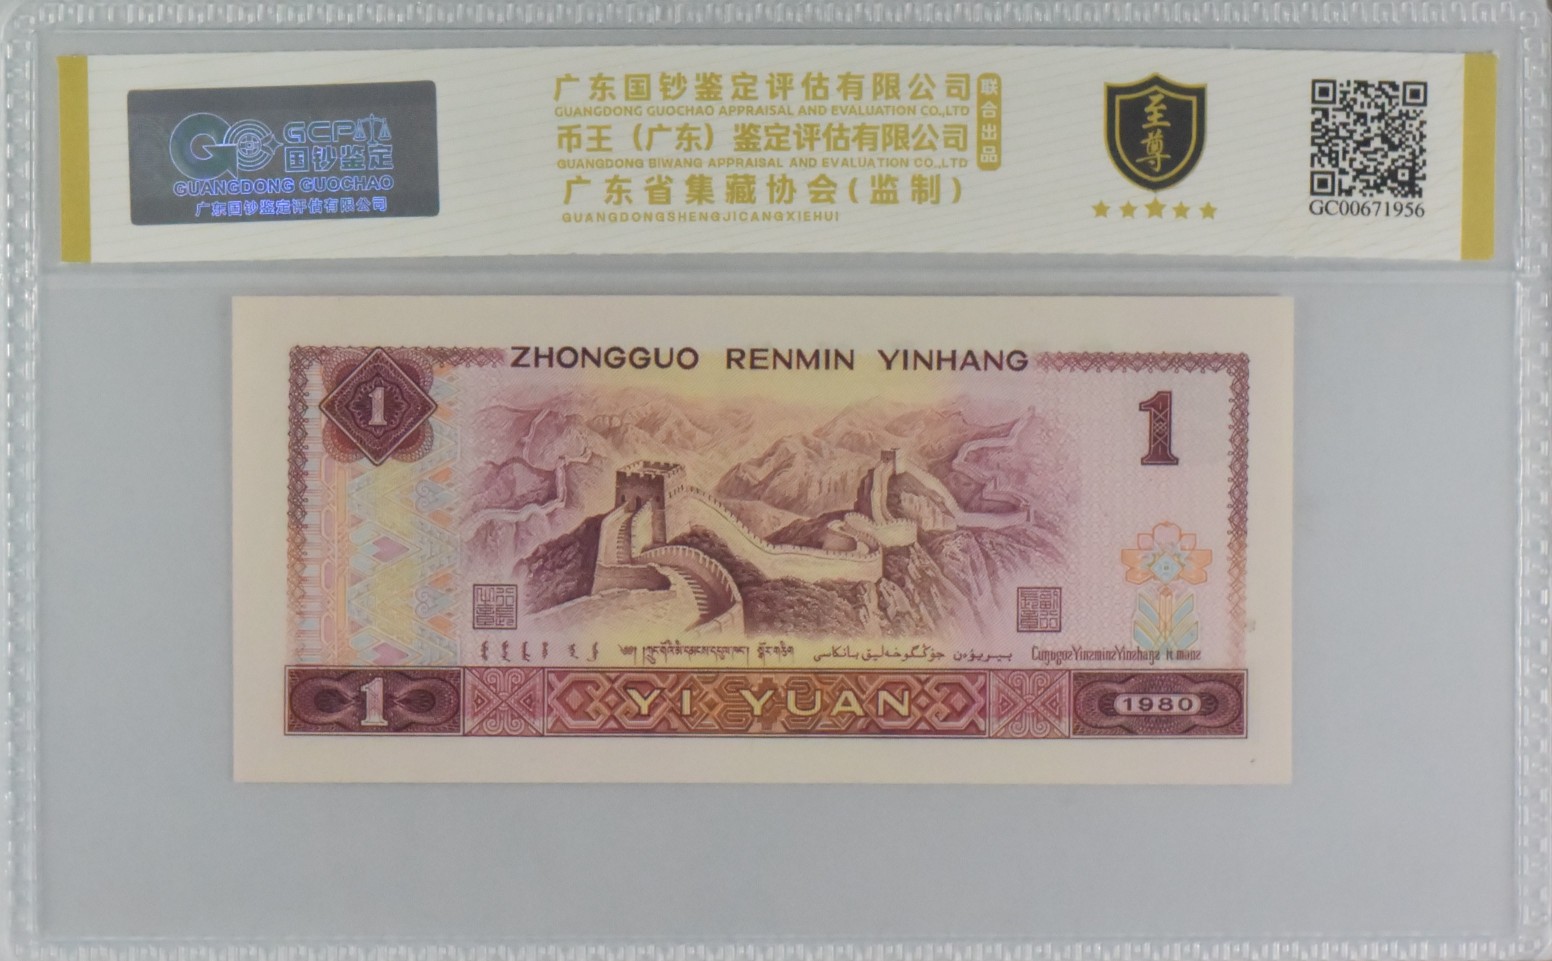 GCP
国钞鉴定
GUANGDONG GUOCHAO
广东国钞鉴定评估有限公司
广东国钞鉴定评估有限公司
GUANGDONG GUOCHAO APPRAISAL AND EVALUATION CO.,LTD
币王（广东）鉴定评估有限公司
GUANGDONG BIWANG APPRAISAL AND EVALUATION CO.,LTD
广东省集藏协会(监制)
GUANGDONGSHENGJICANGXIEHUI
联合出品
至尊
GC00671956
ZHONGGUO RENMIN YINHANG
1
1
1
YI YUAN
1980